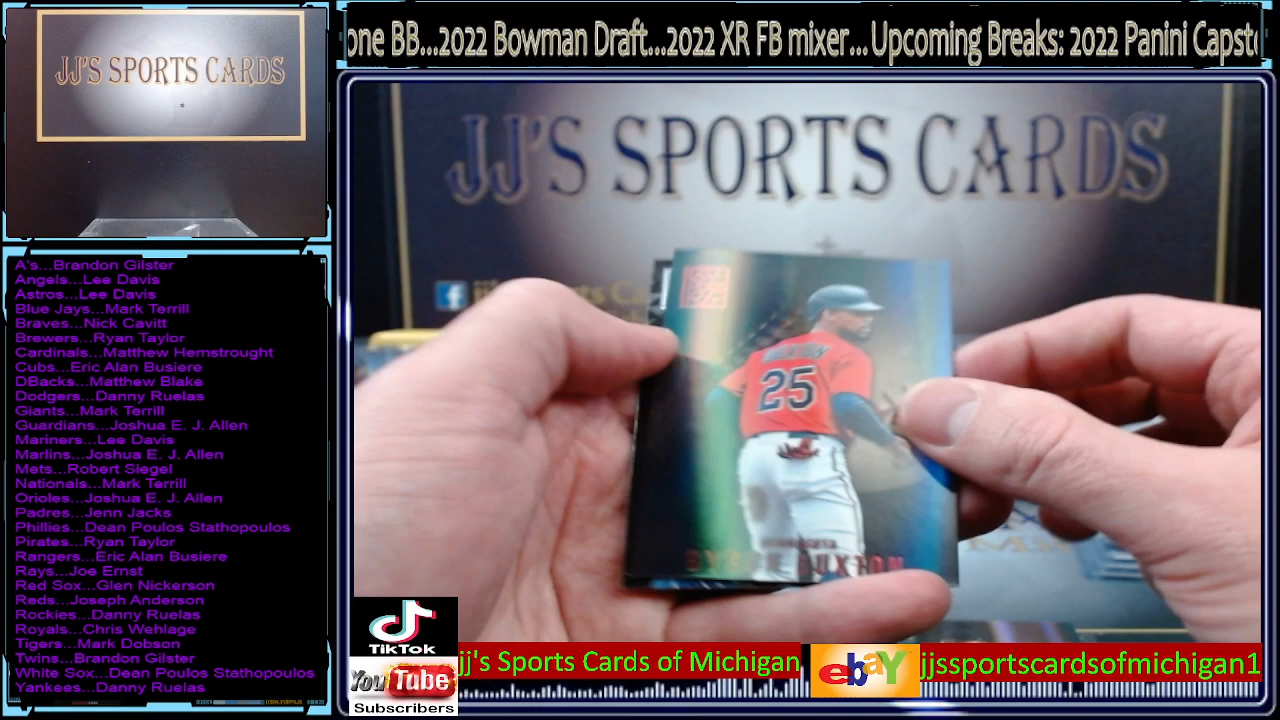 one BB...2022 Bowman Draft...2022 XR FB mixer...Upcoming Breaks: 2022 Panini Capsto
JJ'S SPORTS CARDS
JJ'S SPORTS CARDS
A's...Brandon Gilster
Angels...Lee Davis
Astros...Lee Davis
Blue Jays...Mark Terrill
Braves...Nick Cavitt
Brewers...Ryan Taylor
Cardinals...Matthew Hemstrought
Cubs...Eric Alan Busiere
DBacks...Matthew Blake
Dodgers...Danny Ruelas
Giants...Mark Terrill
Guardians...Joshua E. J. Allen
Mariners...Lee Davis
Marlins...Joshua E. J. Allen
Mets...Robert Siegel
Nationals...Mark Terrill
Orioles...Joshua E. J. Allen
Padres...Jenn Jacks
Phillies...Dean Poulos Stathopoulos
Pirates...Ryan Taylor
Rangers...Eric Alan Busiere
Rays...Joe Ernst
Red Sox...Glen Nickerson
Reds...Joseph Anderson
Rockies...Danny Ruelas
Royals...Chris Wehlage
Tigers...Mark Dobson
Twins...Brandon Gilster
White Sox...Dean Poulos Stathopoulos
Yankees...Danny Ruelas
jj's Sports Ca
BUXTON
25
BYRON BUXTON
TikTok
YouTube
Subscribers
jj's Sports Cards of Michigan
ebay
jjssportscardsofmichigan1